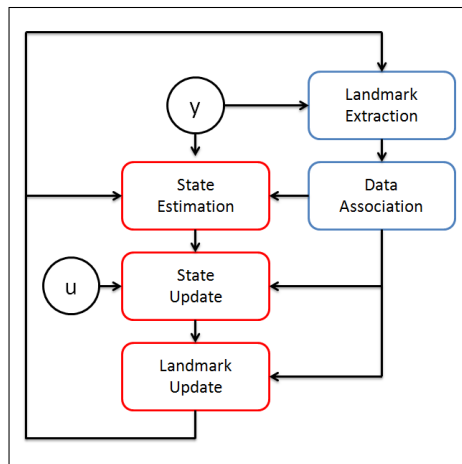 y
Landmark
Extraction
State
Estimation
Data
Association
u
State
Update
Landmark
Update